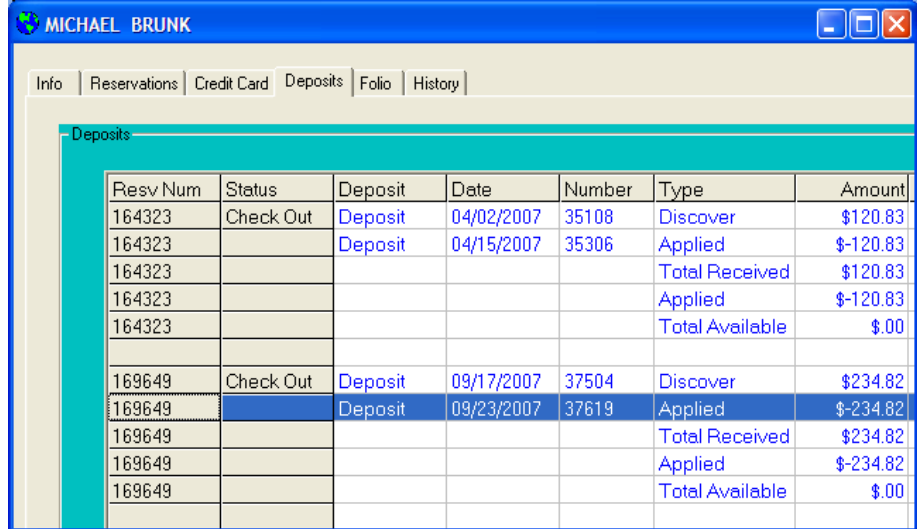 MICHAEL BRUNK
Info Reservations Credit Card Deposits Folio History
Deposits
Resv Num Status Deposit Date Number Type Amount
164323 Check Out Deposit 04/02/2007 35108 Discover $120.83
164323 Deposit 04/15/2007 35306 Applied $-120.83
164323 Total Received $120.83
164323 Applied $-120.83
164323 Total Available $.00
169649 Check Out Deposit 09/17/2007 37504 Discover $234.82
169649 Deposit 09/23/2007 37619 Applied $-234.82
169649 Total Received $234.82
169649 Applied $-234.82
169649 Total Available $.00